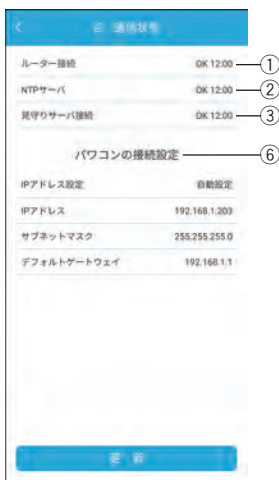 通信状態
ルーター接続 OK 12:00 ①
NTPサーバ OK 12:00 ②
見守りサーバ接続 OK 12:00 ③
パワコンの接続設定 ⑥
IPアドレス設定 自動設定
IPアドレス 192.168.1.203
サブネットマスク 255.255.255.0
デフォルトゲートウェイ 192.168.1.1
更 新